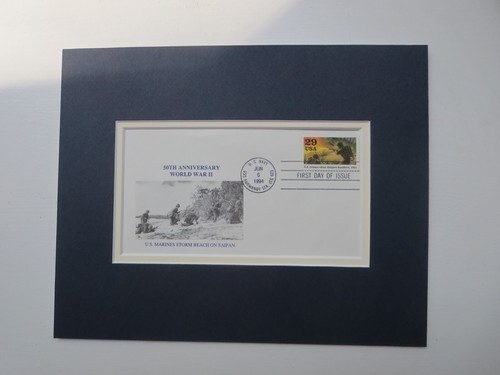 50TH ANNIVERSARY
WORLD WAR II
U.S. MARINES STORM BEACH ON SAIPAN
U.S. NAVY
JUN
6
1994
29
USA
FIRST DAY OF ISSUE